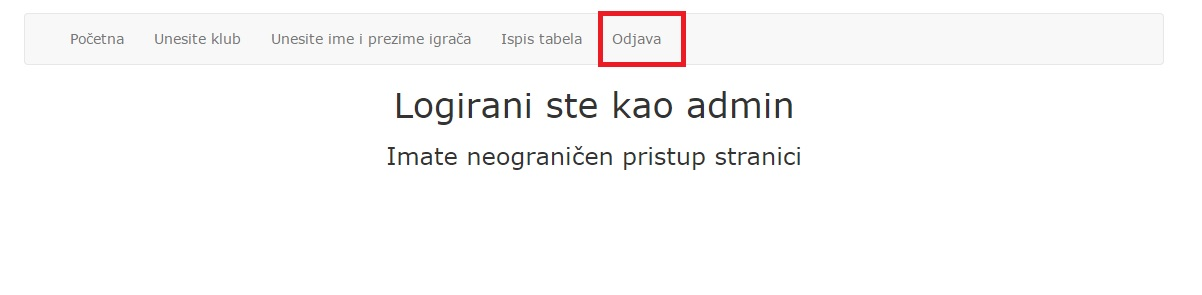 Početna Unesite klub Unesite ime i prezime igrača Ispis tabela Odjava
Logirani ste kao admin
Imate neograničen pristup stranici